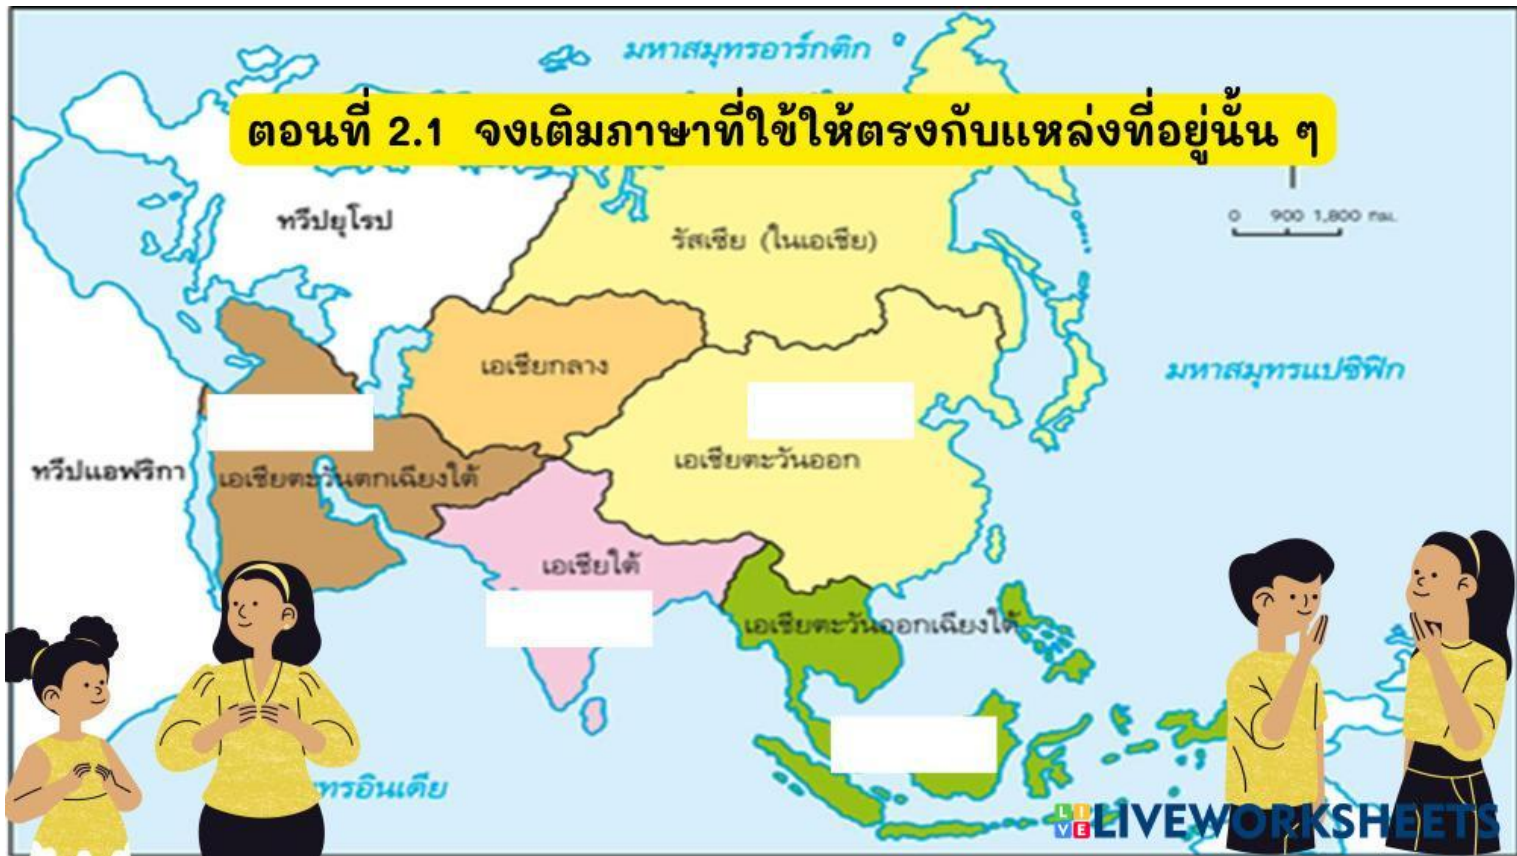 มหาสมุทรอาร์กติก
ตอนที่ 2.1 จงเติมภาษาที่ใข้ให้ตรงกับแหล่งที่อยู่นั้น ๆ
ทวีปยุโรป
รัสเซีย (ในเอเชีย)
0 900 1,800 กม.
เอเชียกลาง
มหาสมุทรแปซิฟิก
ทวีปแอฟริกา
เอเชียตะวันตกเฉียงใต้
เอเชียตะวันออก
เอเชียใต้
เอเชียตะวันออกเฉียงใต้
ทรอินเดีย
LIVE LIVEWORKSHEETS